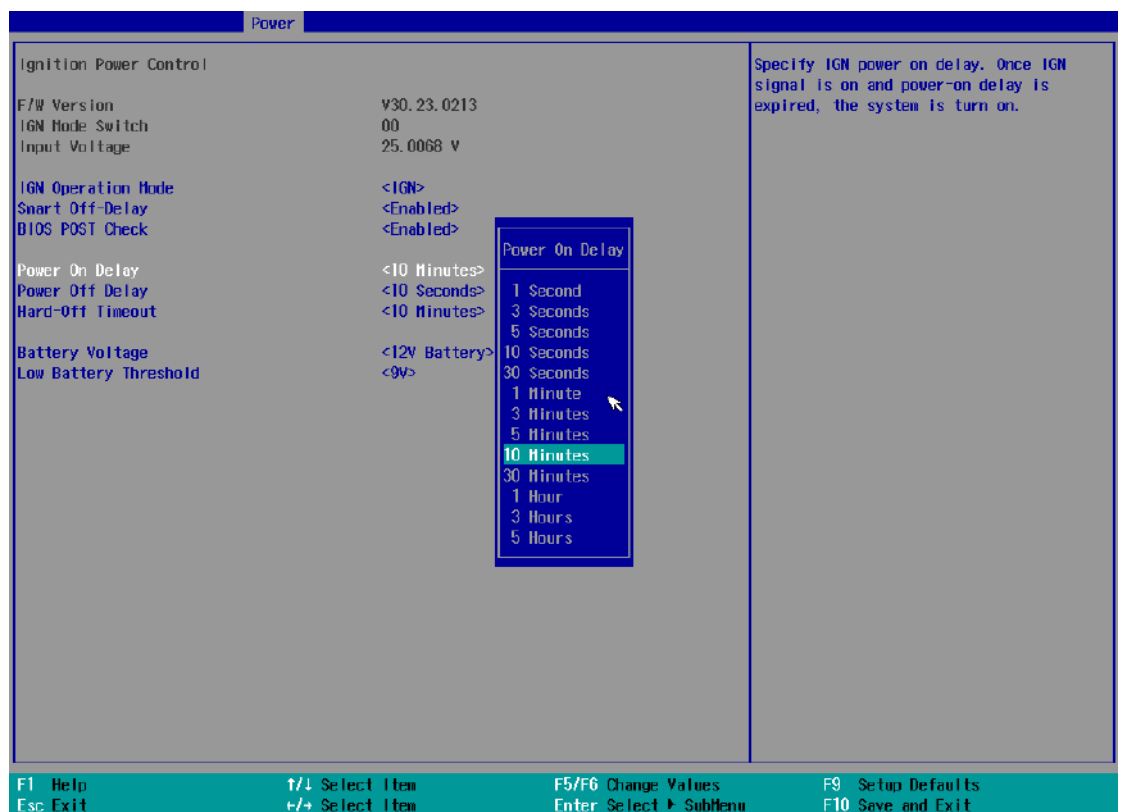 Power
Ignition Power Control
F/W Version V30.23.0213
IGN Mode Switch 00
Input Voltage 25.0068 V
IGN Operation Mode <IGN>
Smart Off-Delay <Enabled>
BIOS POST Check <Enabled>
Power On Delay <10 Minutes>
Power Off Delay <10 Seconds>
Hard-Off Timeout <10 Minutes>
Battery Voltage <12V Battery>
Low Battery Threshold <9V>
Power On Delay
1 Second
3 Seconds
5 Seconds
10 Seconds
30 Seconds
1 Minute
3 Minutes
5 Minutes
10 Minutes
30 Minutes
1 Hour
3 Hours
5 Hours
Specify IGN power on delay. Once IGN
signal is on and power-on delay is
expired, the system is turn on.
F1 Help ↑/↓ Select Item F5/F6 Change Values F9 Setup Defaults
Esc Exit ←/→ Select Item Enter Select ▶ SubMenu F10 Save and Exit